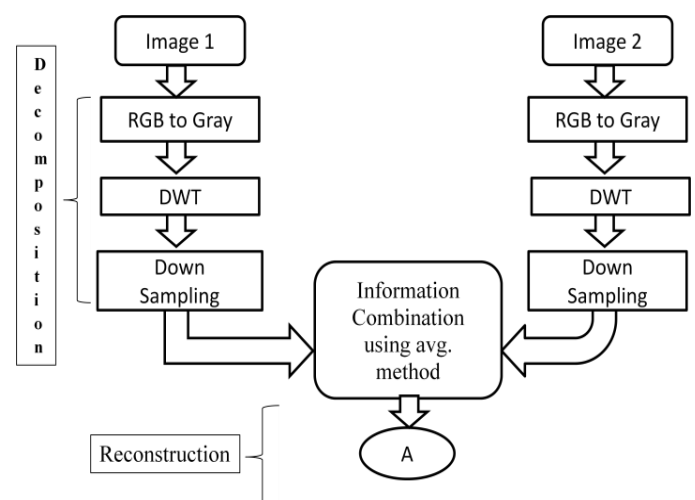 Image 1
Image 2
Decomposition
RGB to Gray
RGB to Gray
DWT
DWT
Down
Sampling
Down
Sampling
Information
Combination
using avg.
method
Reconstruction
A